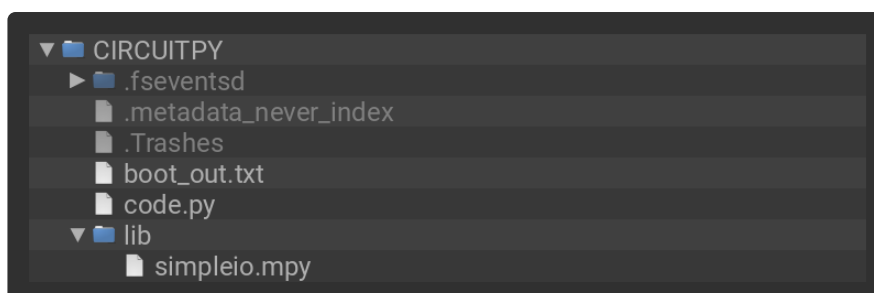 CIRCUITPY
.fseventsd
.metadata_never_index
.Trashes
boot_out.txt
code.py
lib
simpleio.mpy